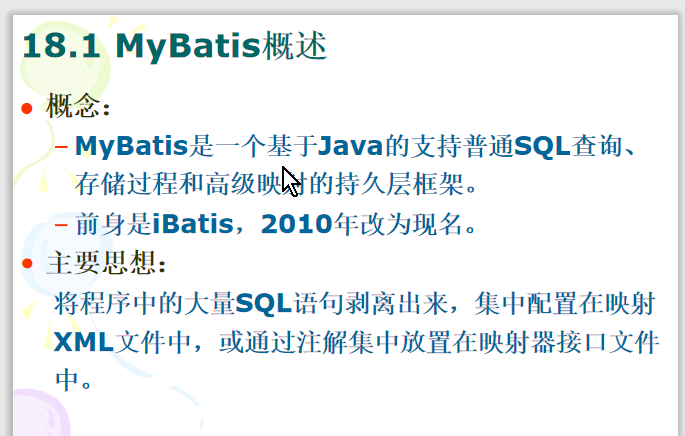 18.1 MyBatis概述
概念：
–MyBatis是一个基于Java的支持普通SQL查询、
存储过程和高级映射的持久层框架。
–前身是iBatis，2010年改为现名。
主要思想：
将程序中的大量SQL语句剥离出来，集中配置在映射
XML文件中，或通过注解集中放置在映射器接口文件
中。